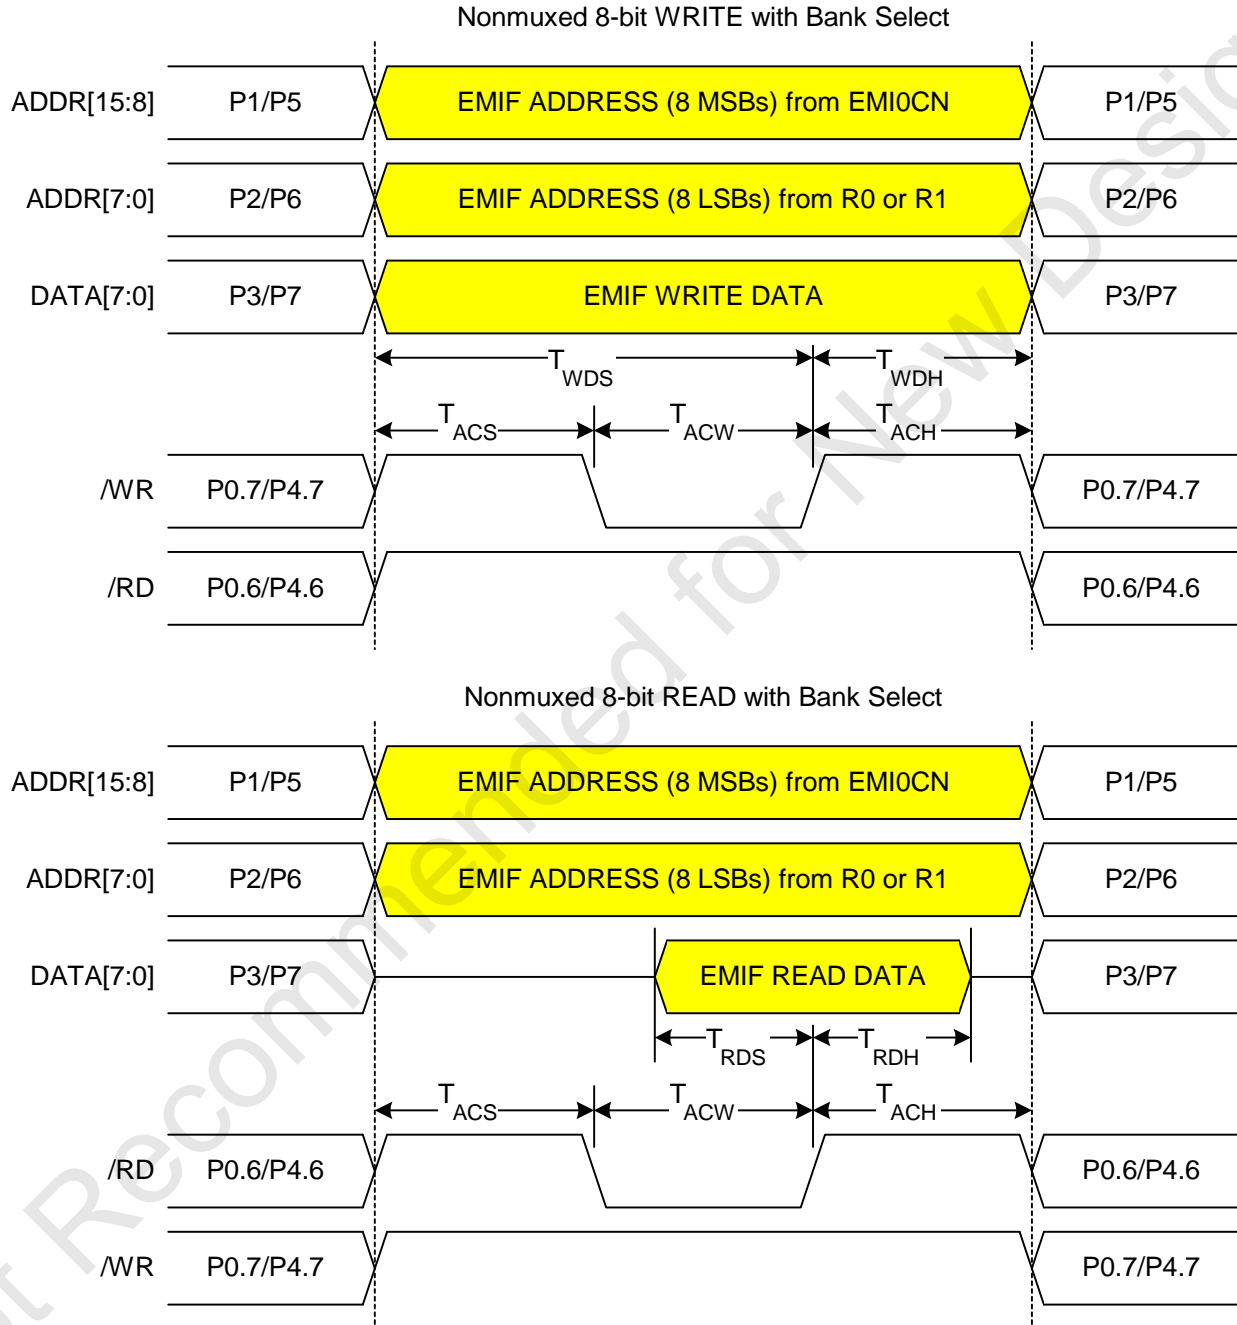 Nonmuxed 8-bit WRITE with Bank Select
ADDR[15:8] P1/P5 EMIF ADDRESS (8 MSBs) from EMI0CN P1/P5
ADDR[7:0] P2/P6 EMIF ADDRESS (8 LSBs) from R0 or R1 P2/P6
DATA[7:0] P3/P7 EMIF WRITE DATA P3/P7
TWDS TWDH
TACS TACW TACH
/WR P0.7/P4.7 P0.7/P4.7
/RD P0.6/P4.6 P0.6/P4.6
Nonmuxed 8-bit READ with Bank Select
ADDR[15:8] P1/P5 EMIF ADDRESS (8 MSBs) from EMI0CN P1/P5
ADDR[7:0] P2/P6 EMIF ADDRESS (8 LSBs) from R0 or R1 P2/P6
DATA[7:0] P3/P7 EMIF READ DATA P3/P7
TRDS TRDH
TACS TACW TACH
/RD P0.6/P4.6 P0.6/P4.6
/WR P0.7/P4.7 P0.7/P4.7
Recommended for New